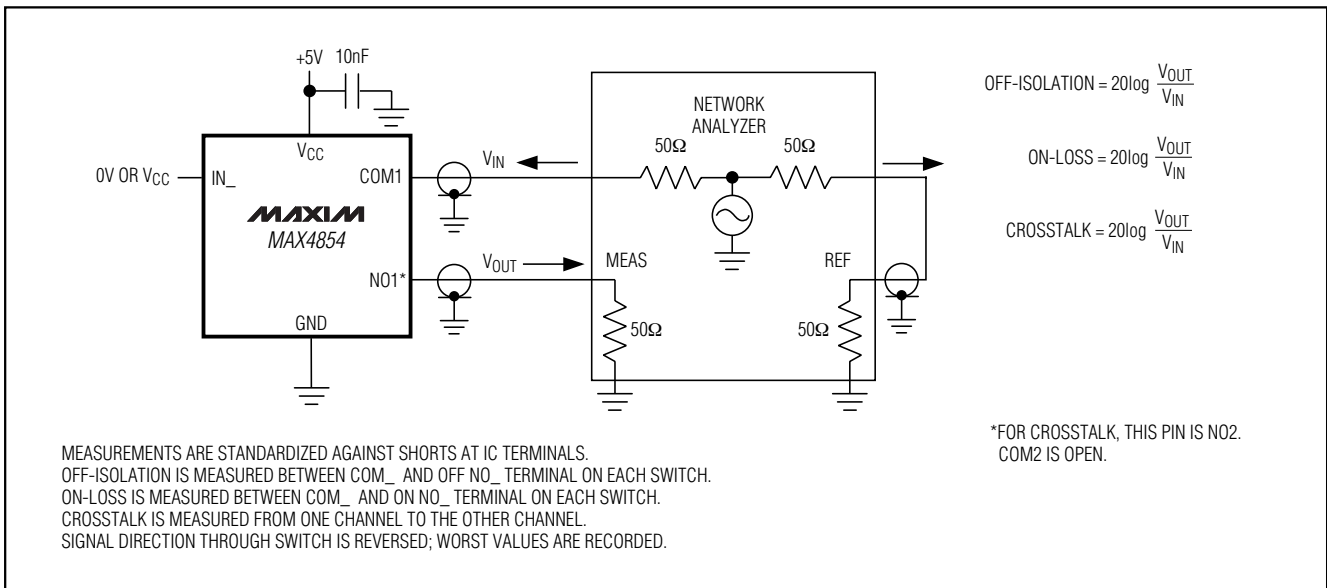 +5V 10nF
VCC
0V OR VCC
IN_
COM1
MAXIM
MAX4854
NO1*
GND
VIN
VOUT
NETWORK
ANALYZER
50Ω 50Ω
MEAS REF
50Ω 50Ω
OFF-ISOLATION = 20log VOUT/VIN
ON-LOSS = 20log VOUT/VIN
CROSSTALK = 20log VOUT/VIN
*FOR CROSSTALK, THIS PIN IS NO2.
COM2 IS OPEN.
MEASUREMENTS ARE STANDARDIZED AGAINST SHORTS AT IC TERMINALS.
OFF-ISOLATION IS MEASURED BETWEEN COM_ AND OFF NO_ TERMINAL ON EACH SWITCH.
ON-LOSS IS MEASURED BETWEEN COM_ AND ON NO_ TERMINAL ON EACH SWITCH.
CROSSTALK IS MEASURED FROM ONE CHANNEL TO THE OTHER CHANNEL.
SIGNAL DIRECTION THROUGH SWITCH IS REVERSED; WORST VALUES ARE RECORDED.